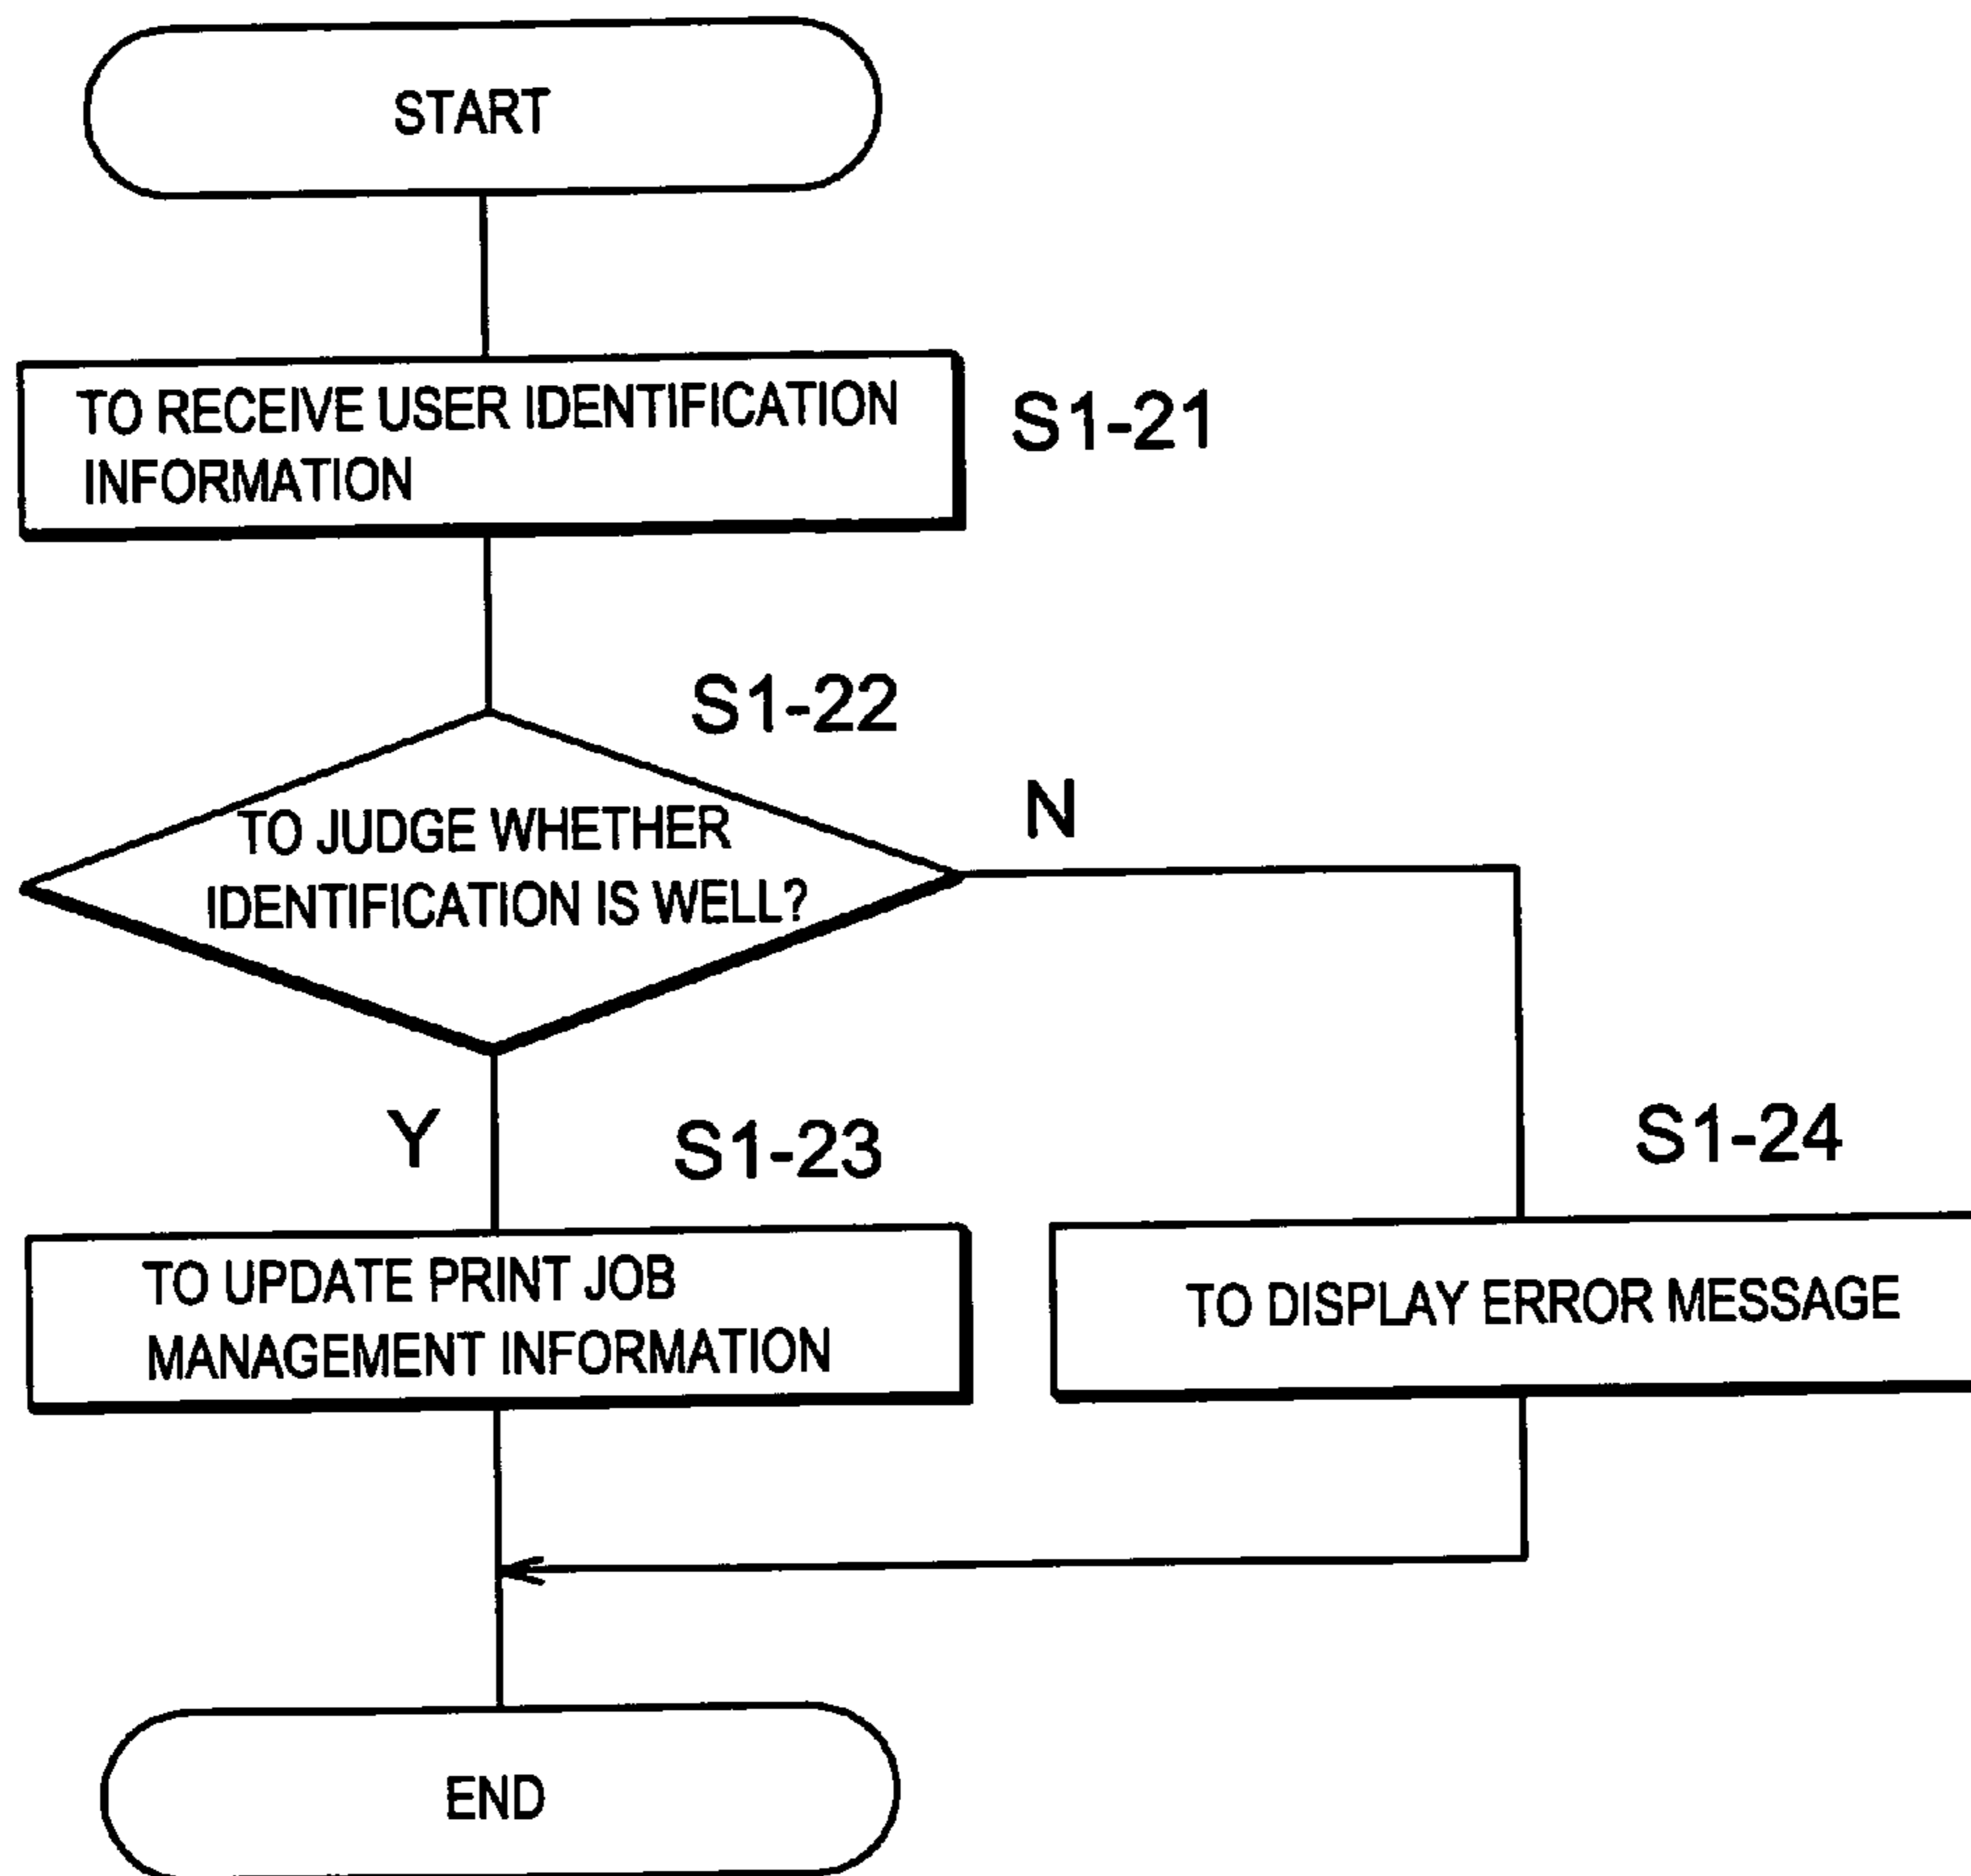 START
TO RECEIVE USER IDENTIFICATION
INFORMATION
S1-21
S1-22
TO JUDGE WHETHER
IDENTIFICATION IS WELL?
N
Y
S1-23
S1-24
TO UPDATE PRINT JOB
MANAGEMENT INFORMATION
TO DISPLAY ERROR MESSAGE
END